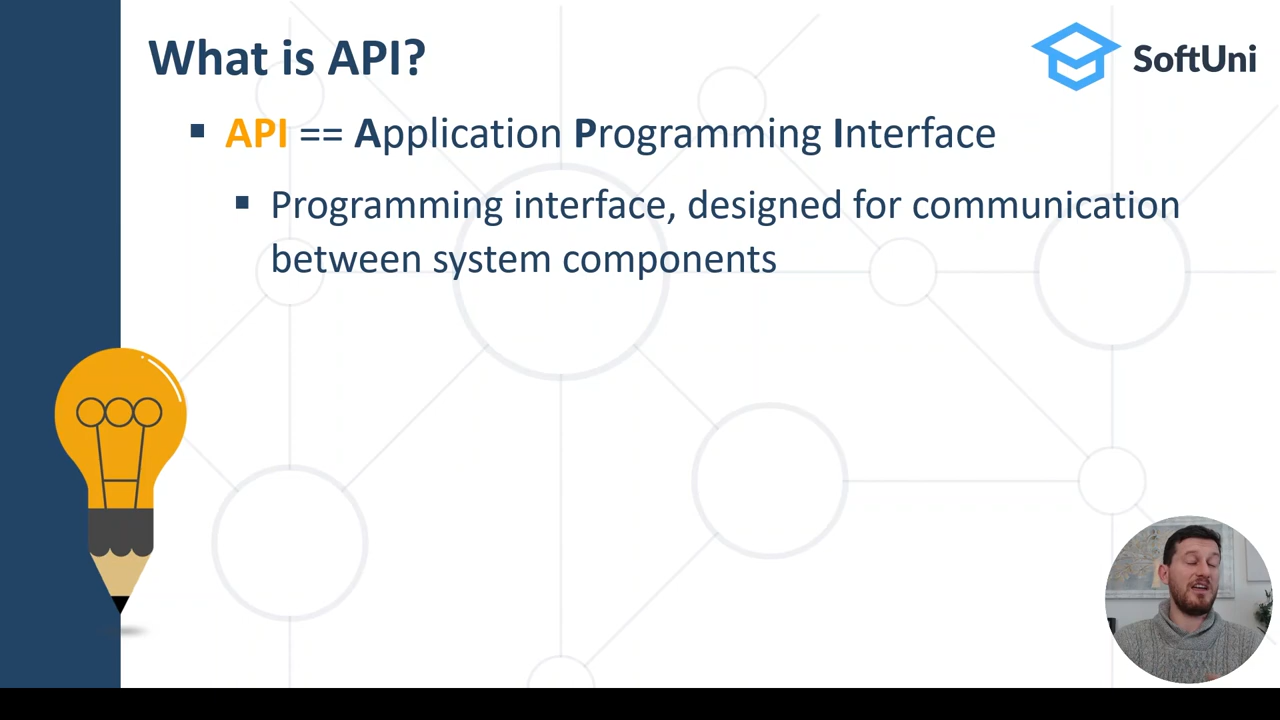 What is API?
SoftUni
▪ API == Application Programming Interface
▪ Programming interface, designed for communication
between system components